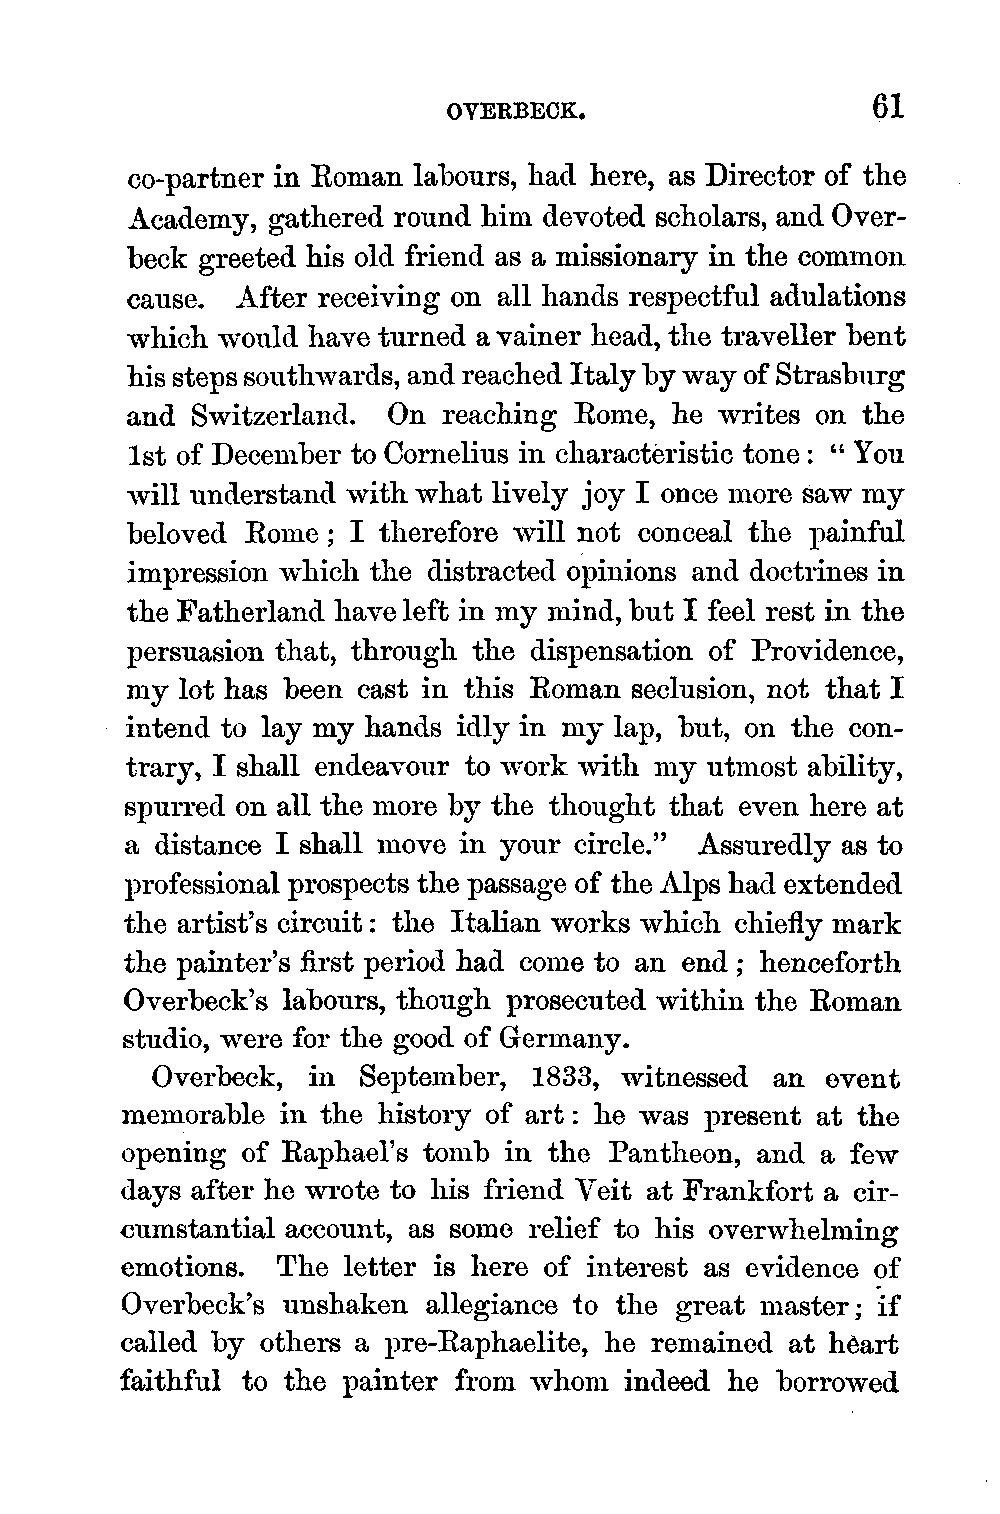 OVERBECK. 61
co-partner in Roman labours, had here, as Director of the
Academy, gathered round him devoted scholars, and Over-
beck greeted his old friend as a missionary in the common
cause. After receiving on all hands respectful adulations
which would have turned a vainer head, the traveller bent
his steps southwards, and reached Italy by way of Strasburg
and Switzerland. On reaching Rome, he writes on the
1st of December to Cornelius in characteristic tone: “ You
will understand with what lively joy I once more saw my
beloved Rome; I therefore will not conceal the painful
impression which the distracted opinions and doctrines in
the Fatherland have left in my mind, but I feel rest in the
persuasion that, through the dispensation of Providence,
my lot has been cast in this Roman seclusion, not that I
intend to lay my hands idly in my lap, but, on the con-
trary, I shall endeavour to work with my utmost ability,
spurred on all the more by the thought that even here at
a distance I shall move in your circle.” Assuredly as to
professional prospects the passage of the Alps had extended
the artist’s circuit: the Italian works which chiefly mark
the painter’s first period had come to an end; henceforth
Overbeck’s labours, though prosecuted within the Roman
studio, were for the good of Germany.
Overbeck, in September, 1833, witnessed an event
memorable in the history of art: he was present at the
opening of Raphael’s tomb in the Pantheon, and a few
days after he wrote to his friend Veit at Frankfort a cir-
cumstantial account, as some relief to his overwhelming
emotions. The letter is here of interest as evidence of
Overbeck’s unshaken allegiance to the great master; if
called by others a pre-Raphaelite, he remained at heart
faithful to the painter from whom indeed he borrowed